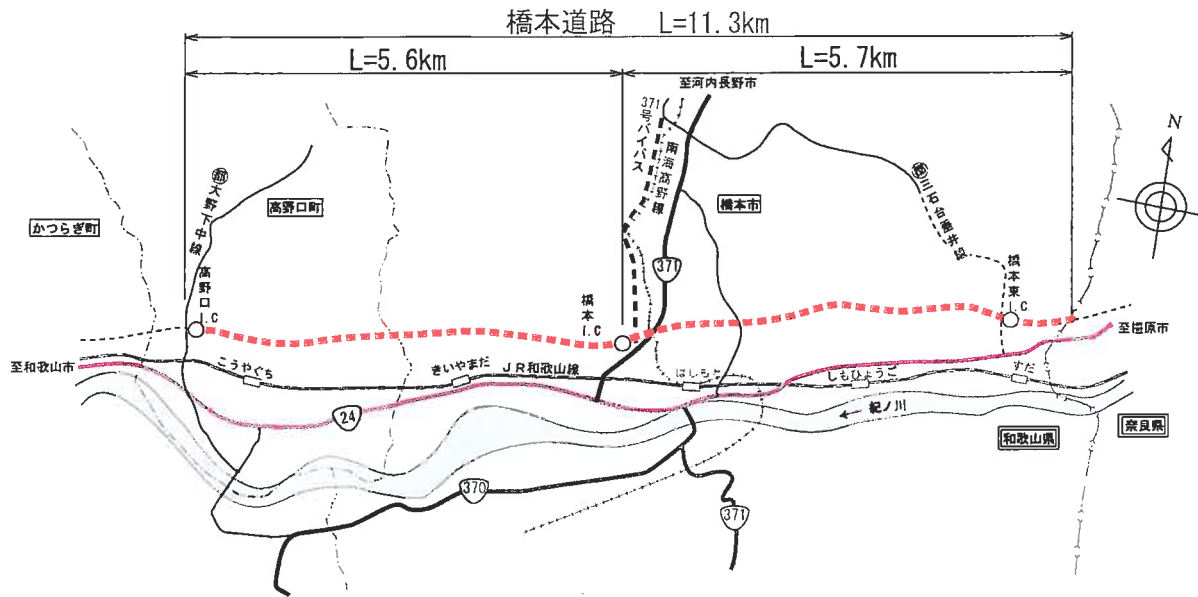 橋本道路 L=11.3km
L=5.6km
L=5.7km
至河内長野市
371号バイパス
南海高野線
N
都大野下中線
高野口町
橋本市
かつらぎ町
三石台垂井線
高野口I.C
橋本I.C
橋本東I.C
371
至和歌山市
至橿原市
こうやぐち
きいやまだ
JR和歌山線
はしもと
しもひょうご
すだ
24
紀ノ川
和歌山県
奈良県
370
371